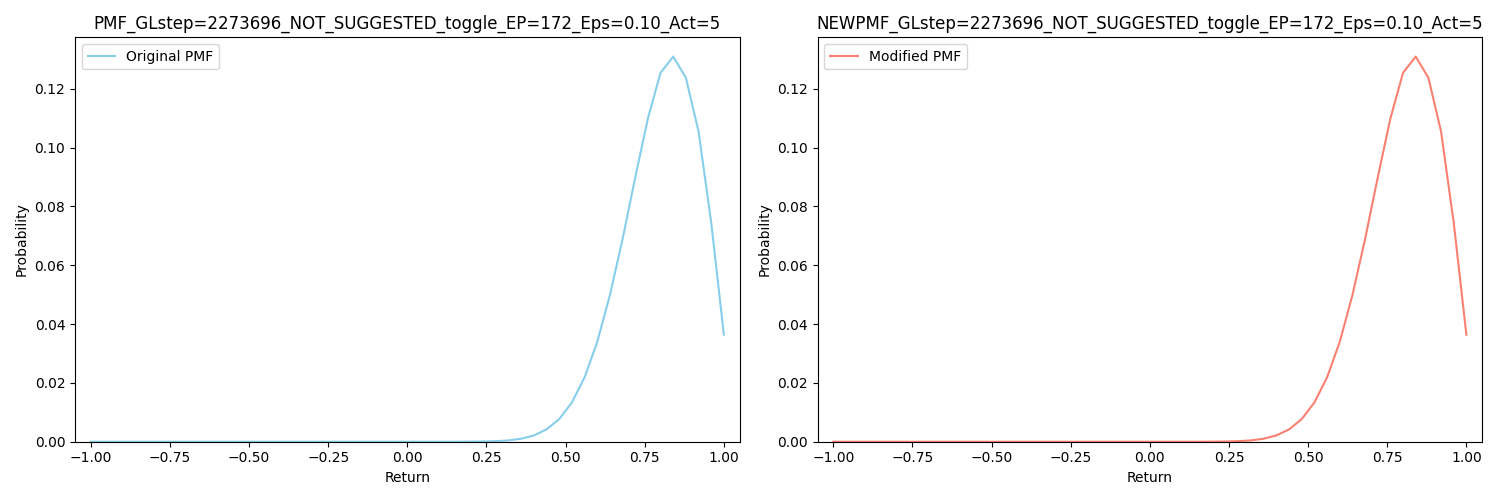 PMF_GLstep=2273696_NOT_SUGGESTED_toggle_EP=172_Eps=0.10_Act=5
Original PMF
Probability
0.12
0.10
0.08
0.06
0.04
0.02
0.00
−1.00 −0.75 −0.50 −0.25 0.00 0.25 0.50 0.75 1.00
Return
NEWPMF_GLstep=2273696_NOT_SUGGESTED_toggle_EP=172_Eps=0.10_Act=5
Modified PMF
Probability
0.12
0.10
0.08
0.06
0.04
0.02
0.00
−1.00 −0.75 −0.50 −0.25 0.00 0.25 0.50 0.75 1.00
Return